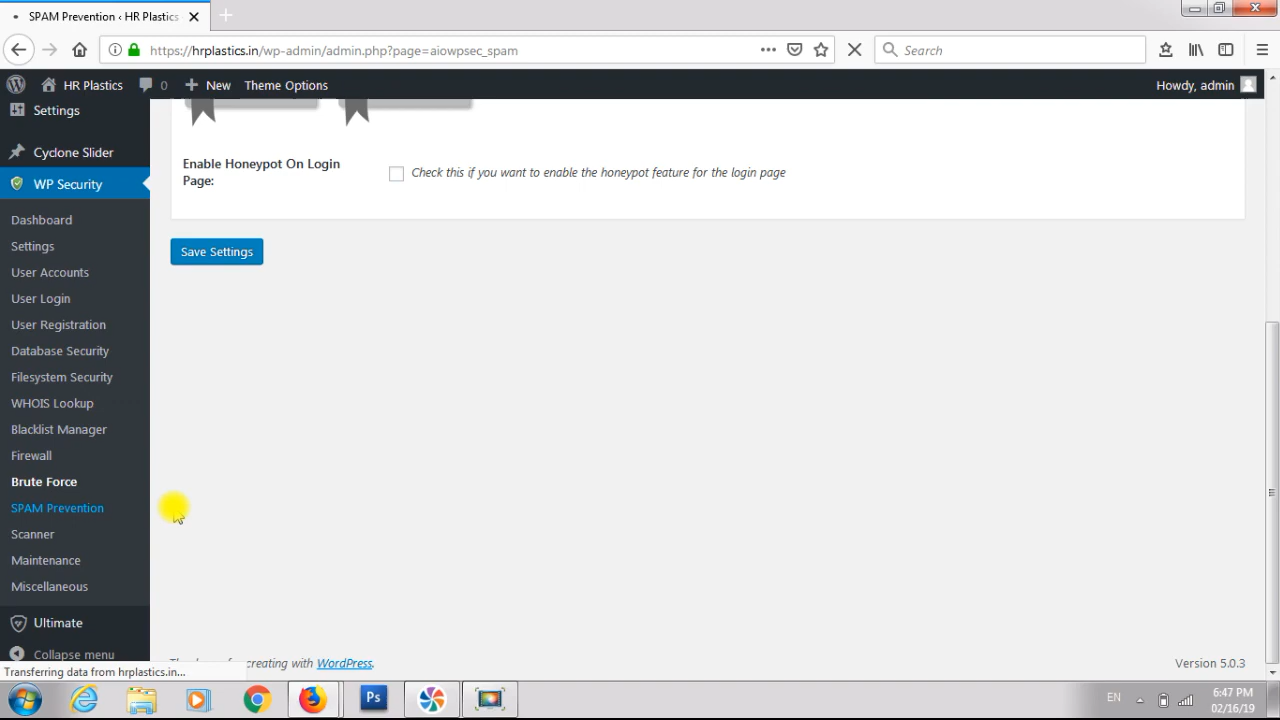 SPAM Prevention ‹ HR Plastics
https://hrplastics.in/wp-admin/admin.php?page=aiowpsec_spam
Search
HR Plastics 0 New Theme Options Howdy, admin
Settings
Cyclone Slider
WP Security
Dashboard
Settings
User Accounts
User Login
User Registration
Database Security
Filesystem Security
WHOIS Lookup
Blacklist Manager
Firewall
Brute Force
SPAM Prevention
Scanner
Maintenance
Miscellaneous
Ultimate
Collapse menu
Enable Honeypot On Login
Page:
Check this if you want to enable the honeypot feature for the login page
Save Settings
creating with WordPress.
Version 5.0.3
Transferring data from hrplastics.in...
Ps
EN
6:47 PM
02/16/19